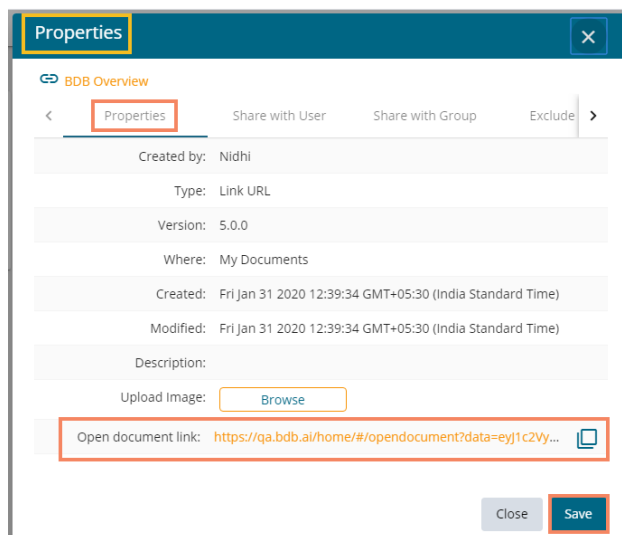 Properties
BDB Overview
Properties Share with User Share with Group Exclude
Created by: Nidhi
Type: Link URL
Version: 5.0.0
Where: My Documents
Created: Fri Jan 31 2020 12:39:34 GMT+05:30 (India Standard Time)
Modified: Fri Jan 31 2020 12:39:34 GMT+05:30 (India Standard Time)
Description:
Upload Image: Browse
Open document link: https://qa.bdb.ai/home/#/opendocument?data=eyJ1c2Vy...
Close Save